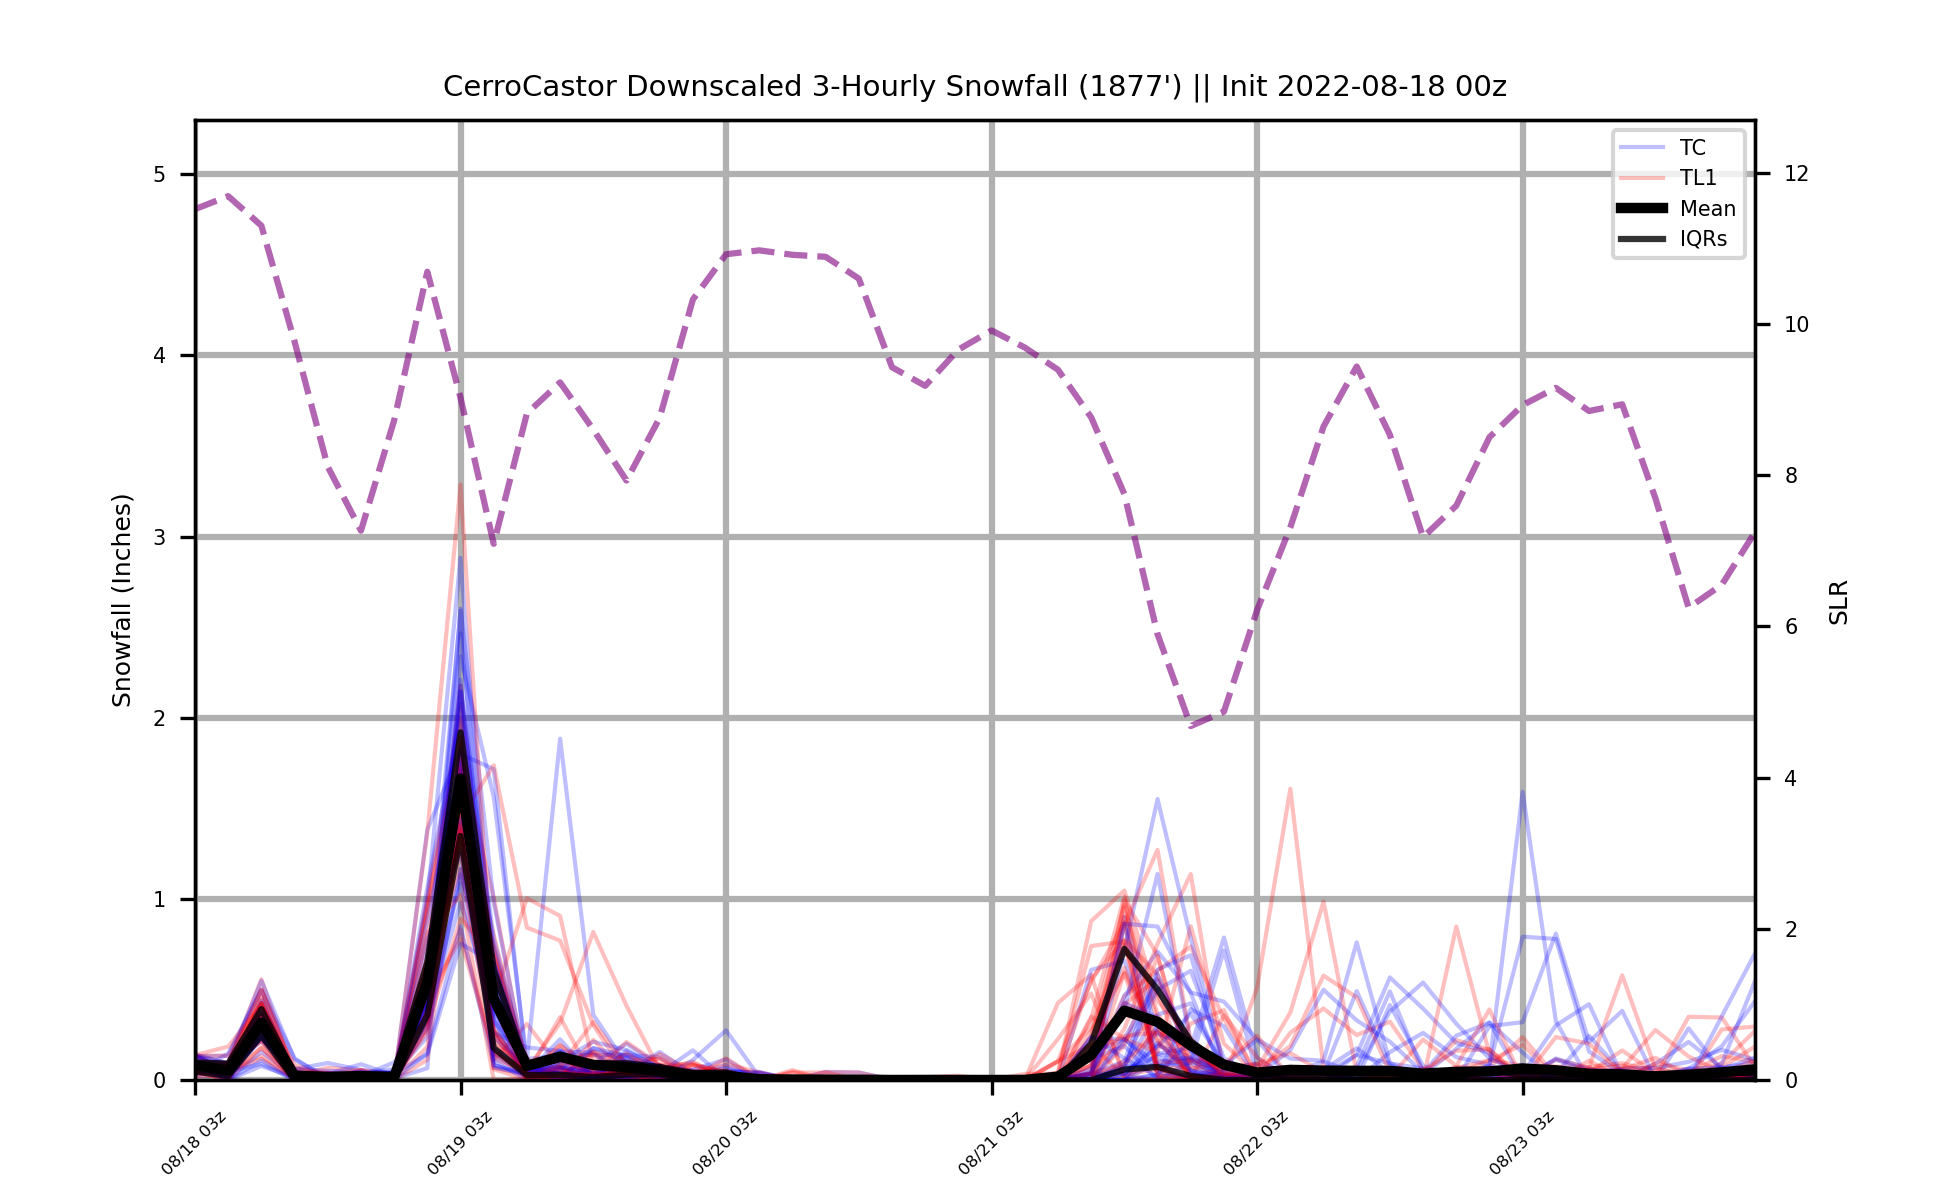 CerroCastor Downscaled 3-Hourly Snowfall (1877') || Init 2022-08-18 00z
TC
TL1
Mean
IQRs
Snowfall (Inches)
5
4
3
2
1
0
12
10
8
6
4
2
0
SLR
08/18 03z
08/19 03z
08/20 03z
08/21 03z
08/22 03z
08/23 03z